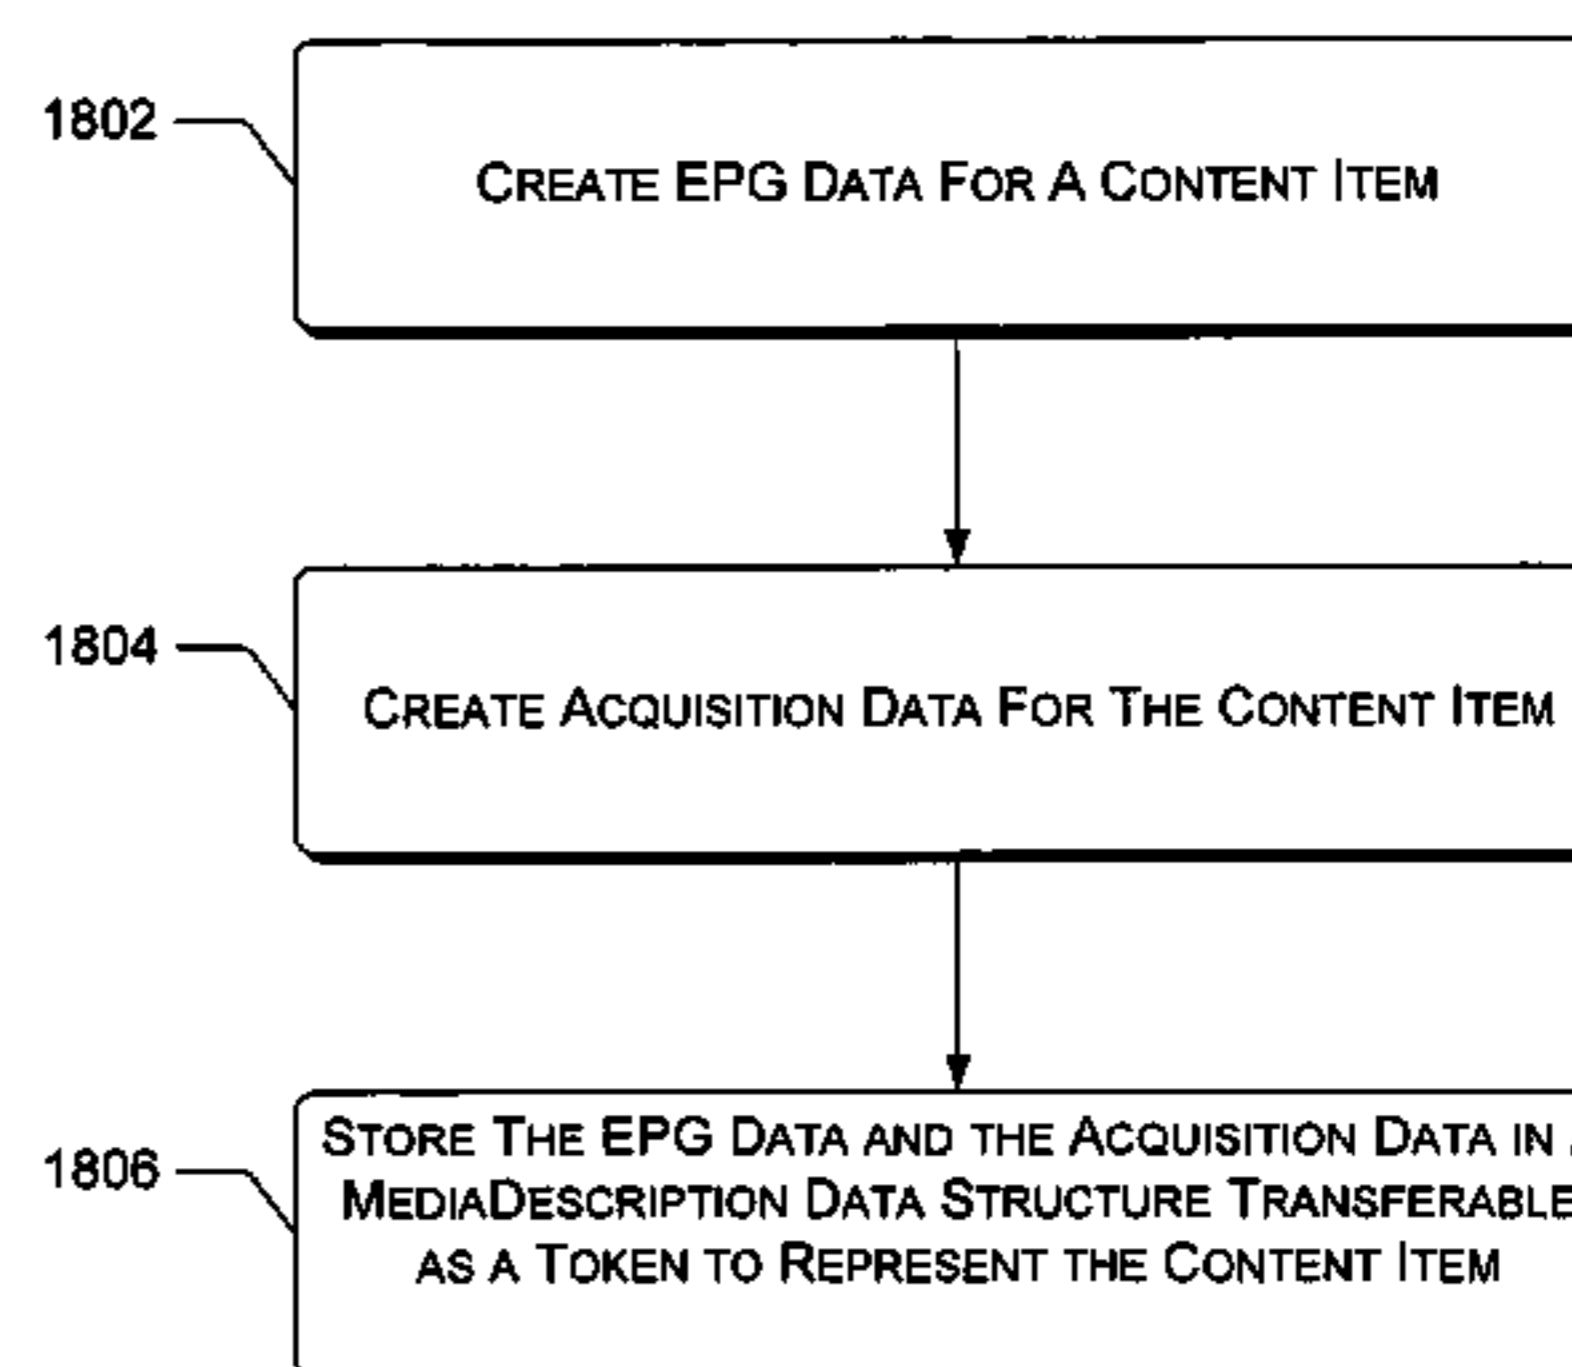 1802
CREATE EPG DATA FOR A CONTENT ITEM
1804
CREATE ACQUISITION DATA FOR THE CONTENT ITEM
1806
STORE THE EPG DATA AND THE ACQUISITION DATA IN
MEDIADESCRIPTION DATA STRUCTURE TRANSFERABLE
AS A TOKEN TO REPRESENT THE CONTENT ITEM